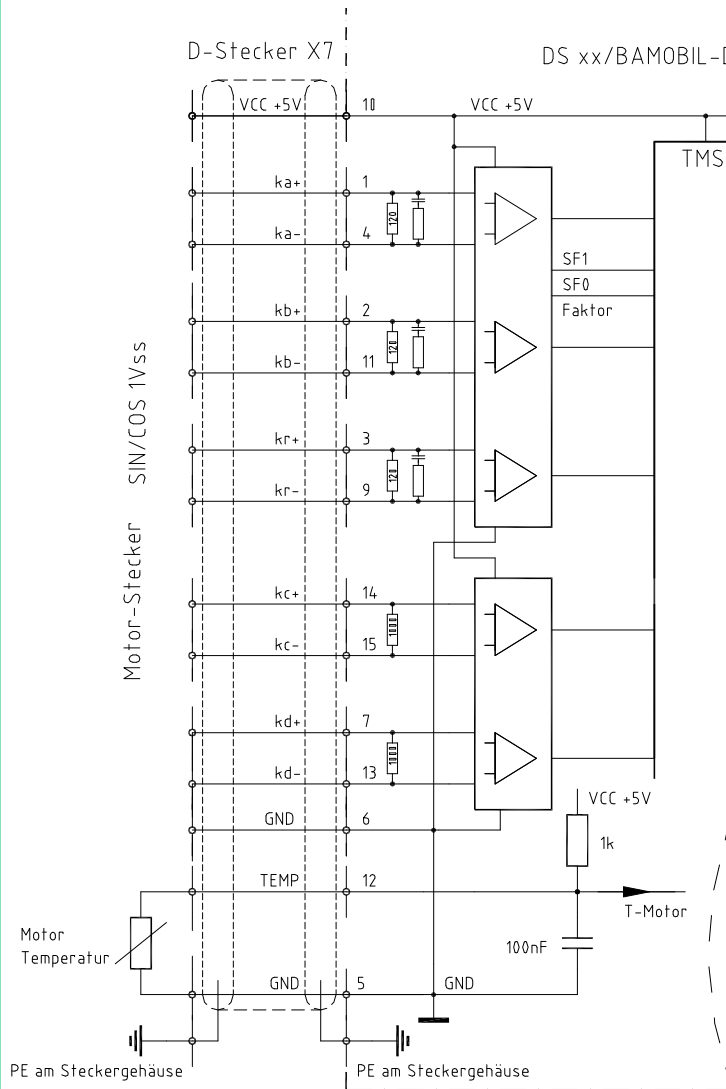 D-Stecker X7
DS xx/BAMOBIL-D
VCC +5V 10 VCC +5V
TMS
ka+ 1
120
ka- 4
SF1
SF0
Faktor
kb+ 2
120
kb- 11
SIN/COS 1Vss
kr+ 3
120
kr- 9
Motor-Stecker
kc+ 14
1000
kc- 15
kd+ 7
1000
kd- 13
VCC +5V
GND 6
1k
TEMP 12
T-Motor
Motor
Temperatur
100nF
GND 5 GND
PE am Steckergehäuse PE am Steckergehäuse